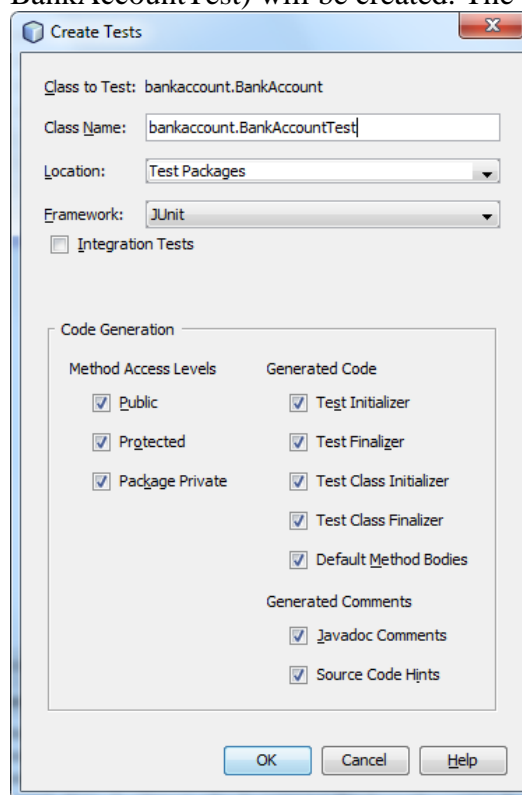 BankAccountTest) will be created. The
Create Tests
Class to Test: bankaccount.BankAccount
Class Name: bankaccount.BankAccountTest
Location: Test Packages
Framework: JUnit
Integration Tests
Code Generation
Method Access Levels Generated Code
Public Test Initializer
Protected Test Finalizer
Package Private Test Class Initializer
Test Class Finalizer
Default Method Bodies
Generated Comments
Javadoc Comments
Source Code Hints
OK Cancel Help